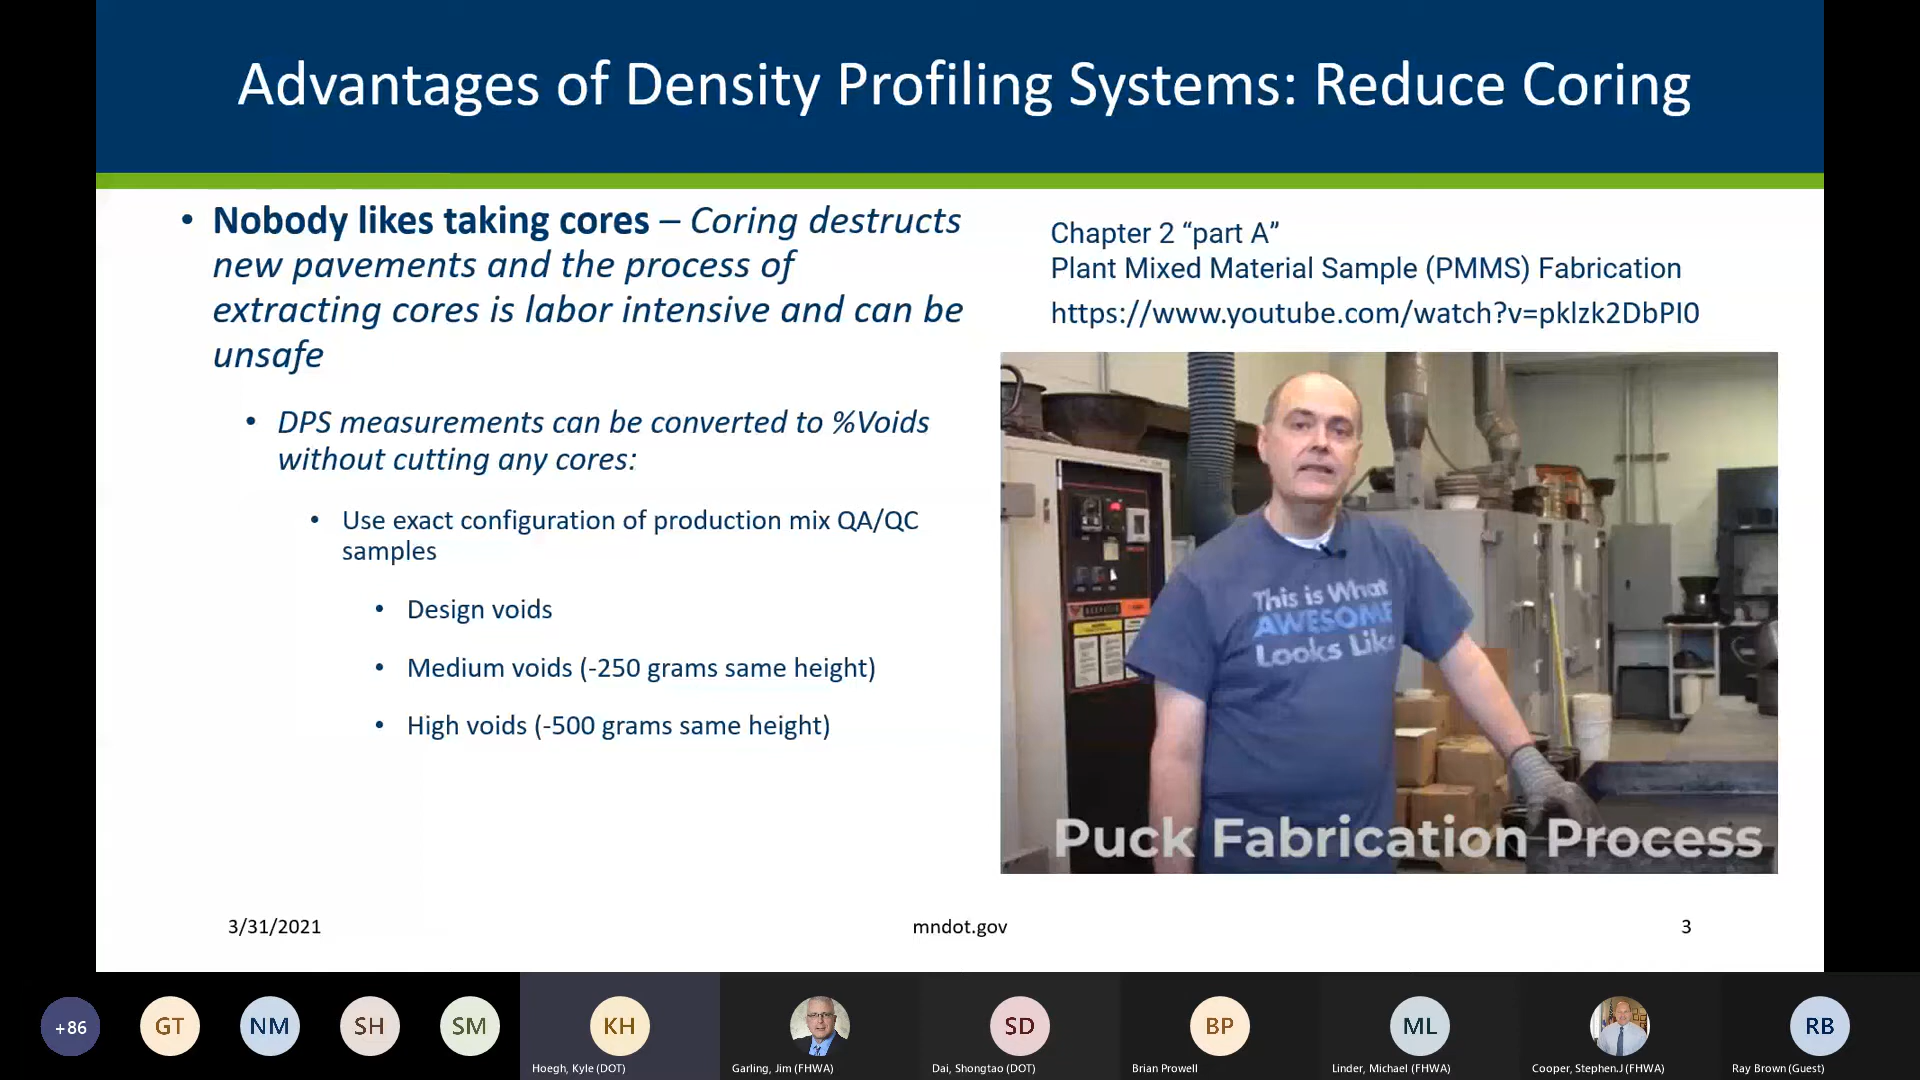 Advantages of Density Profiling Systems: Reduce Coring
• Nobody likes taking cores – Coring destructs
new pavements and the process of
extracting cores is labor intensive and can be
unsafe
• DPS measurements can be converted to %Voids
without cutting any cores:
• Use exact configuration of production mix QA/QC
samples
• Design voids
• Medium voids (-250 grams same height)
• High voids (-500 grams same height)
Chapter 2 “part A”
Plant Mixed Material Sample (PMMS) Fabrication
https://www.youtube.com/watch?v=pklzk2DbPI0
This is What
AWESOME
Looks Like
Puck Fabrication Process
3/31/2021
mndot.gov
3
+86
GT
NM
SH
SM
KH
SD
BP
ML
RB
Hoegh, Kyle (DOT)
Garling, Jim (FHWA)
Dai, Shongtao (DOT)
Brian Prowell
Linder, Michael (FHWA)
Cooper, Stephen.J (FHWA)
Ray Brown (Guest)